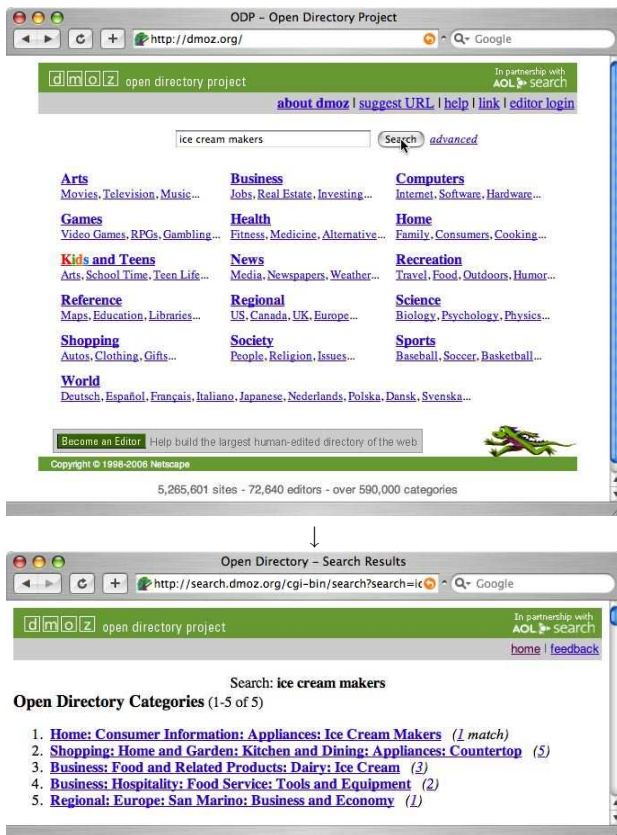 ODP – Open Directory Project
http://dmoz.org/
Google
dmoz open directory project
In partnership with
AOL search
about dmoz | suggest URL | help | link | editor login
ice cream makers Search advanced
Arts Business Computers
Movies, Television, Music... Jobs, Real Estate, Investing... Internet, Software, Hardware...
Games Health Home
Video Games, RPGs, Gambling... Fitness, Medicine, Alternative... Family, Consumers, Cooking...
Kids and Teens News Recreation
Arts, School Time, Teen Life... Media, Newspapers, Weather... Travel, Food, Outdoors, Humor...
Reference Regional Science
Maps, Education, Libraries... US, Canada, UK, Europe... Biology, Psychology, Physics...
Shopping Society Sports
Autos, Clothing, Gifts... People, Religion, Issues... Baseball, Soccer, Basketball...
World
Deutsch, Español, Français, Italiano, Japanese, Nederlands, Polska, Dansk, Svenska...
Become an Editor Help build the largest human-edited directory of the web
Copyright © 1998-2006 Netscape
5,265,601 sites - 72,640 editors - over 590,000 categories
↓
Open Directory – Search Results
http://search.dmoz.org/cgi-bin/search?search=ic
Google
dmoz open directory project
In partnership with
AOL search
home | feedback
Search: ice cream makers
Open Directory Categories (1-5 of 5)
1. Home: Consumer Information: Appliances: Ice Cream Makers (1 match)
2. Shopping: Home and Garden: Kitchen and Dining: Appliances: Countertop (5)
3. Business: Food and Related Products: Dairy: Ice Cream (3)
4. Business: Hospitality: Food Service: Tools and Equipment (2)
5. Regional: Europe: San Marino: Business and Economy (1)